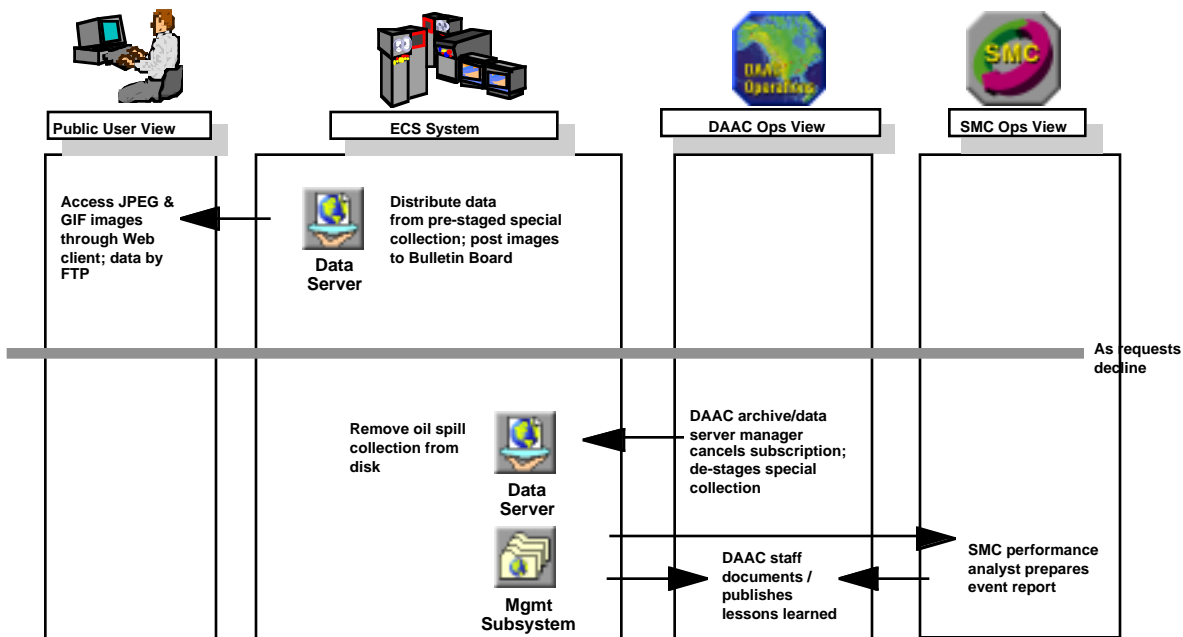 DAAC
Operations
SMC
Public User View
ECS System
DAAC Ops View
SMC Ops View
Access JPEG &
GIF images
through Web
client; data by
FTP
Data
Server
Distribute data
from pre-staged special
collection; post images
to Bulletin Board
As requests
decline
Remove oil spill
collection from
disk
Data
Server
DAAC archive/data
server manager
cancels subscription;
de-stages special
collection
Mgmt
Subsystem
DAAC staff
documents /
publishes
lessons learned
SMC performance
analyst prepares
event report